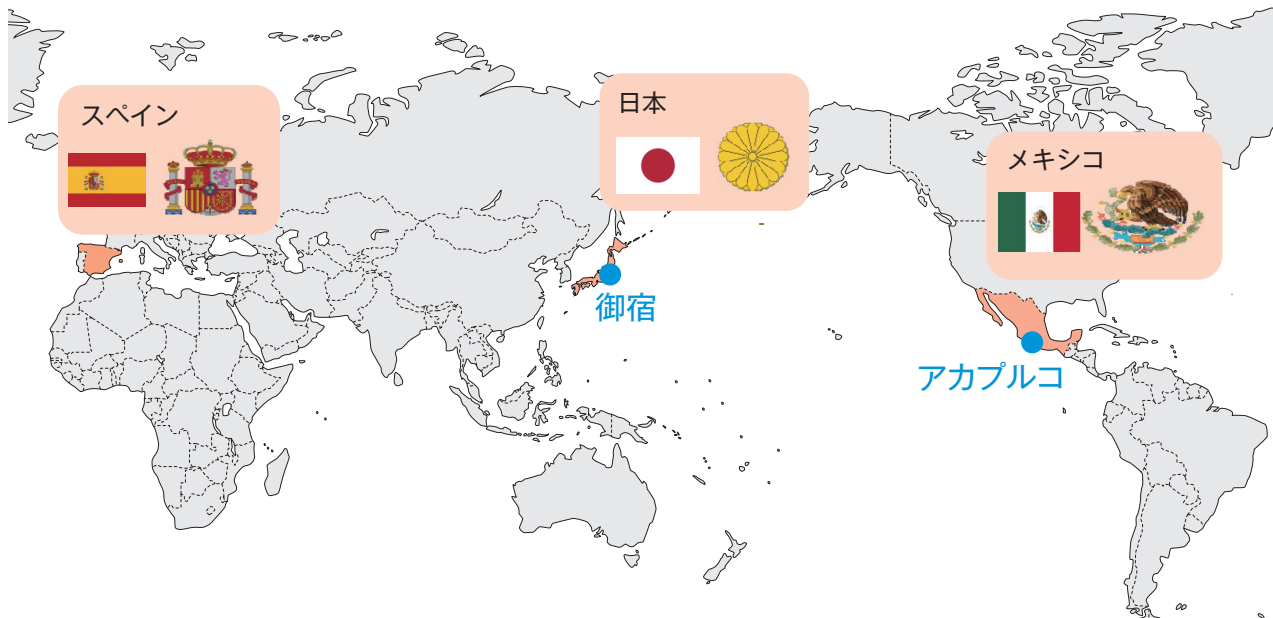 スペイン
日本
メキシコ
御宿
アカプルコ